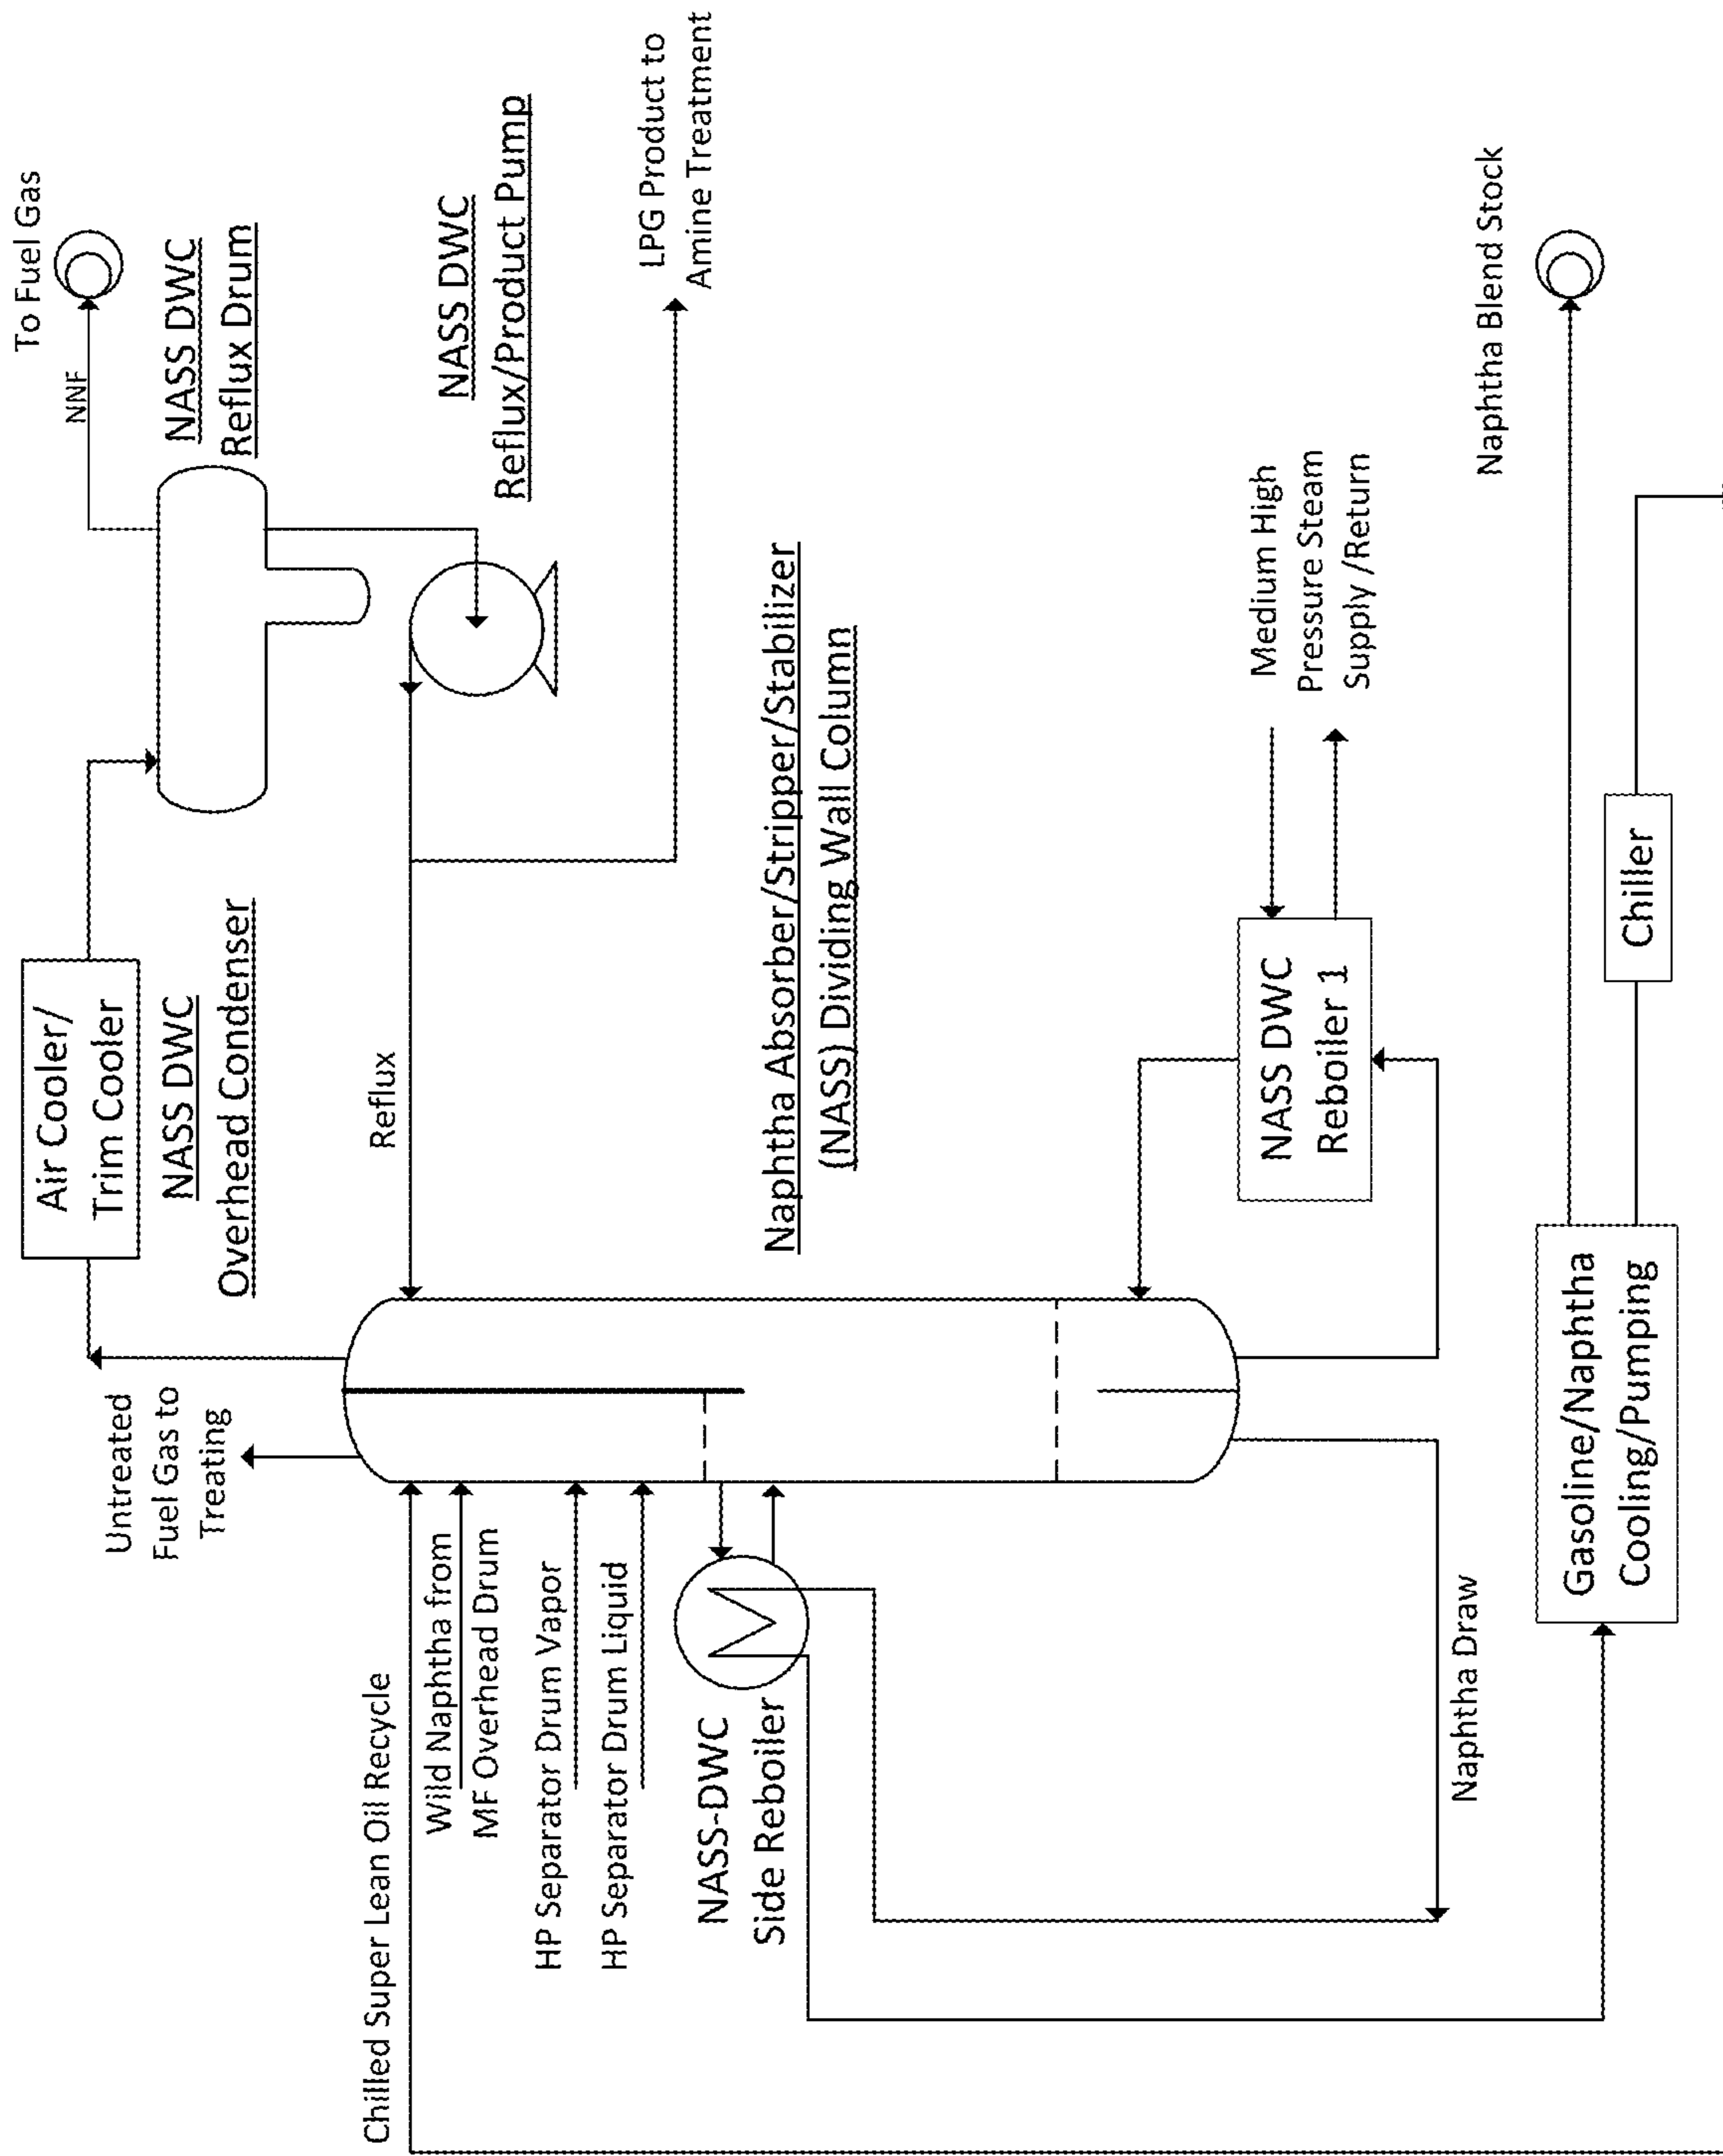 To Fuel Gas
NNF
NASS DWC
Reflux Drum
Air Cooler/
Trim Cooler
NASS DWC
Overhead Condenser
NASS DWC
Reflux/Product Pump
LPG Product to
Amine Treatment
Untreated
Fuel Gas to
Treating
Reflux
Chilled Super Lean Oil Recycle
Wild Naphtha from
MF Overhead Drum
HP Separator Drum Vapor
HP Separator Drum Liquid
Naphtha Absorber/Stripper/Stabilizer
(NASS) Dividing Wall Column
NASS-DWC
Side Reboiler
Medium High
Pressure Steam
Supply /Return
NASS DWC
Reboiler 1
Naphtha Draw
Naphtha Blend Stock
Gasoline/Naphtha
Cooling/Pumping
Chiller